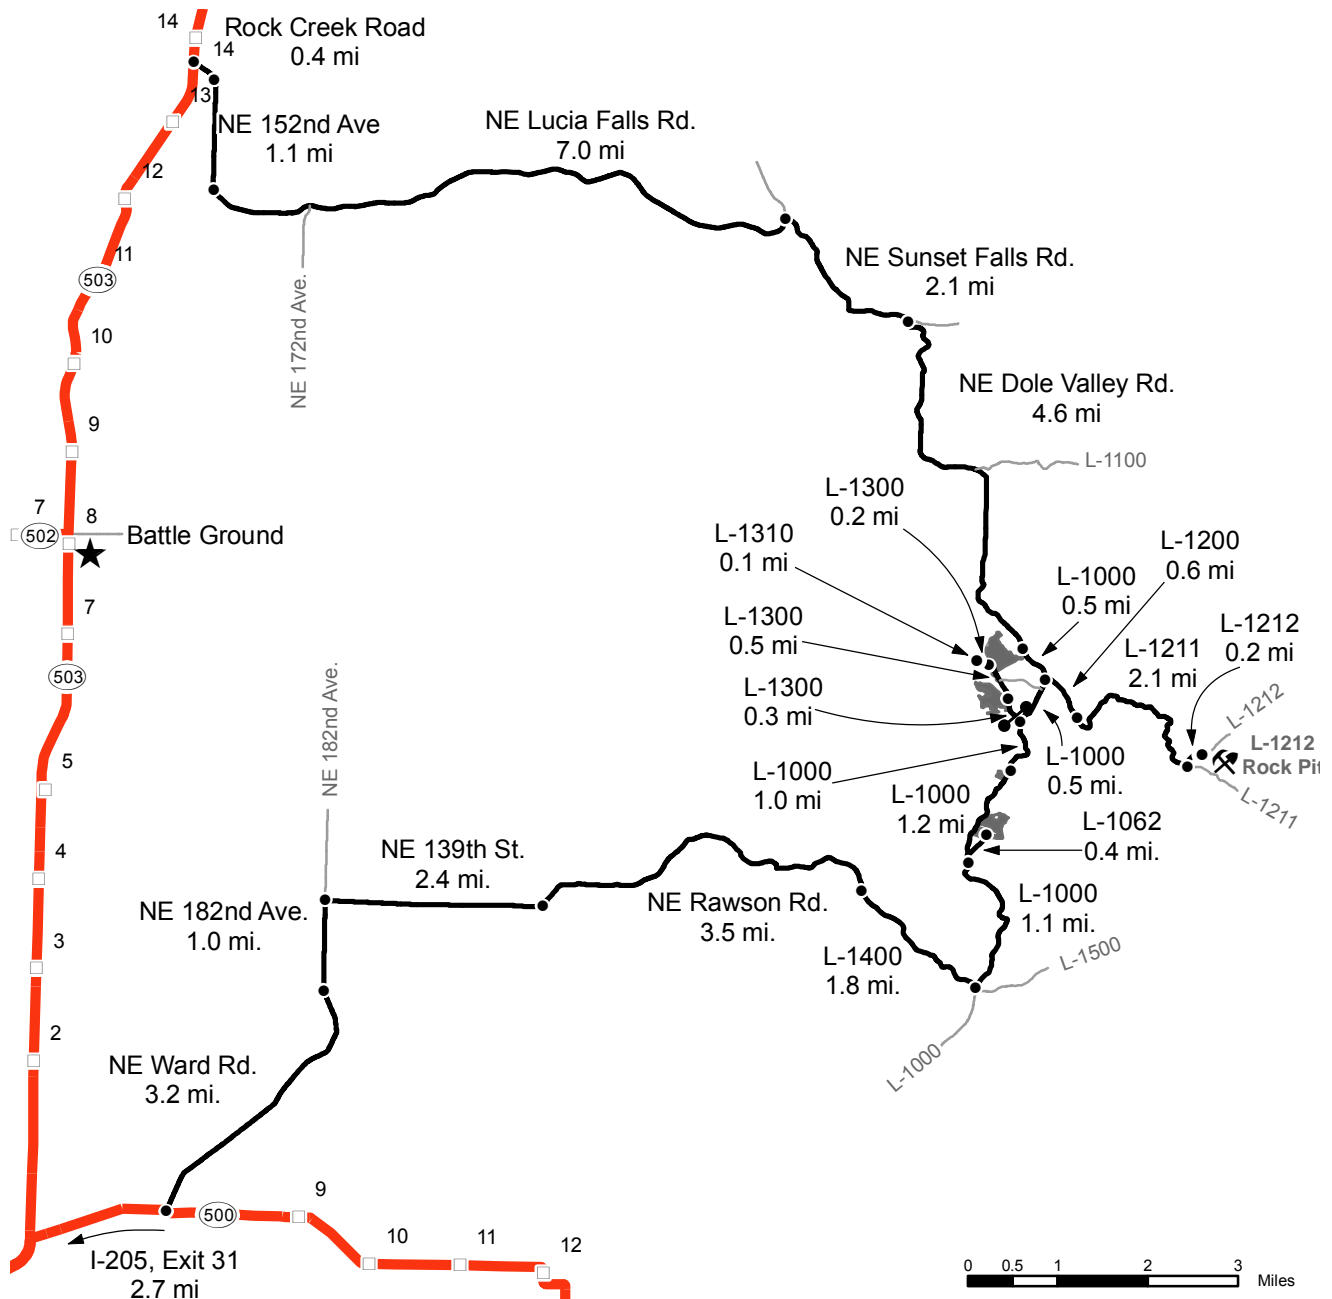 14
Rock Creek Road
0.4 mi
14
13
NE 152nd Ave
1.1 mi
NE Lucia Falls Rd.
7.0 mi
12
11
503
NE 172nd Ave.
NE Sunset Falls Rd.
2.1 mi
10
NE Dole Valley Rd.
4.6 mi
9
L-1100
7
502
8
Battle Ground
L-1300
0.2 mi
L-1310
0.1 mi
L-1200
0.6 mi
L-1000
0.5 mi
7
L-1300
0.5 mi
L-1211
2.1 mi
L-1212
0.2 mi
503
L-1300
0.3 mi
NE 182nd Ave.
L-1212
L-1212
Rock Pit
L-1211
5
L-1000
1.0 mi
L-1000
0.5 mi.
L-1000
1.2 mi
L-1062
0.4 mi.
4
NE 139th St.
2.4 mi.
NE 182nd Ave.
1.0 mi.
NE Rawson Rd.
3.5 mi.
L-1000
1.1 mi.
3
L-1400
1.8 mi.
L-1500
2
L-1000
NE Ward Rd.
3.2 mi.
9
500
10
11
12
I-205, Exit 31
2.7 mi
0 0.5 1 2 3 Miles